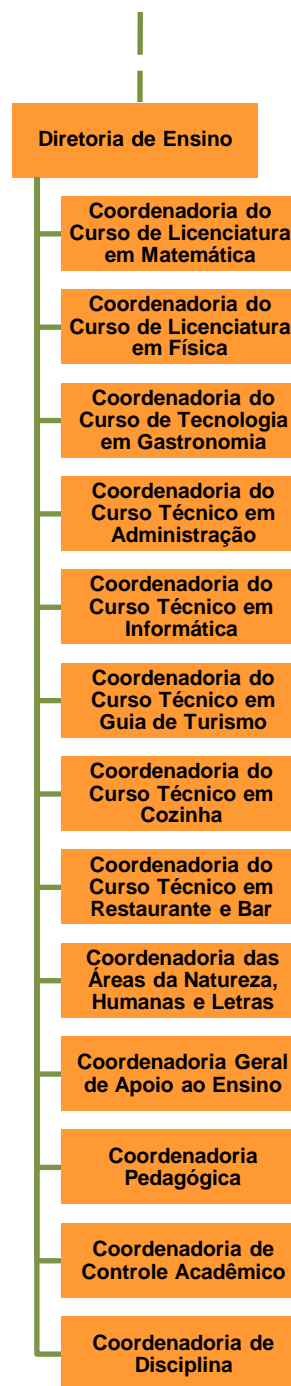 Diretoria de Ensino
Coordenadoria do
Curso de Licenciatura
em Matemática
Coordenadoria do
Curso de Licenciatura
em Física
Coordenadoria do
Curso de Tecnologia
em Gastronomia
Coordenadoria do
Curso Técnico em
Administração
Coordenadoria do
Curso Técnico em
Informática
Coordenadoria do
Curso Técnico em
Guia de Turismo
Coordenadoria do
Curso Técnico em
Cozinha
Coordenadoria do
Curso Técnico em
Restaurante e Bar
Coordenadoria das
Áreas da Natureza,
Humanas e Letras
Coordenadoria Geral
de Apoio ao Ensino
Coordenadoria
Pedagógica
Coordenadoria de
Controle Acadêmico
Coordenadoria de
Disciplina